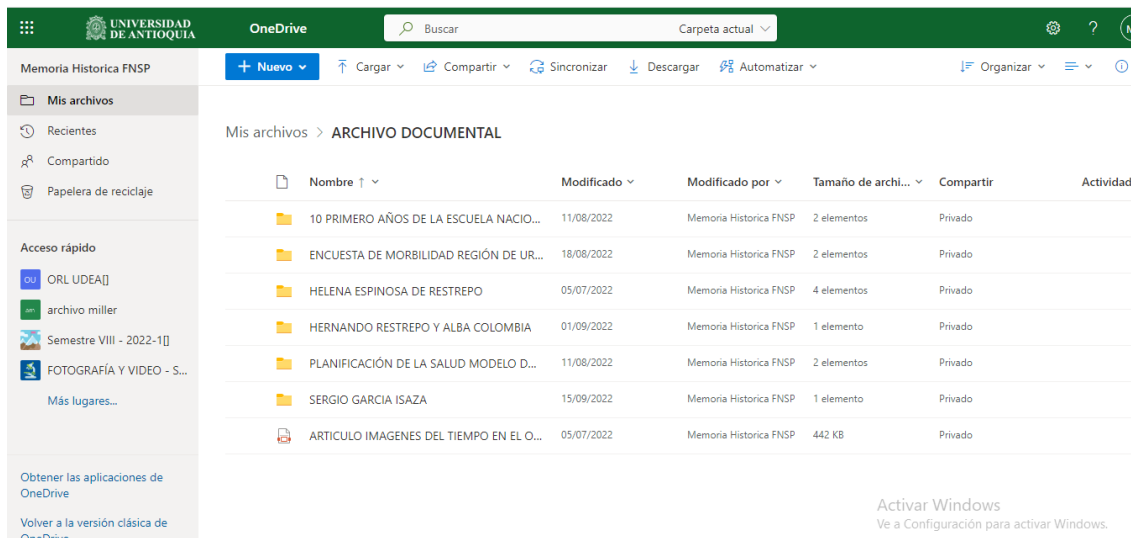 UNIVERSIDAD
DE ANTIOQUIA
OneDrive
Buscar
Carpeta actual
Memoria Historica FNSP
Nuevo
Cargar
Compartir
Sincronizar
Descargar
Automatizar
Organizar
Mis archivos
Recientes
Compartido
Papelera de reciclaje
Acceso rápido
OU ORL UDEA[]
am archivo miller
Semestre VIII - 2022-1[]
FOTOGRAFÍA Y VIDEO - S...
Más lugares...
Obtener las aplicaciones de
OneDrive
Volver a la versión clásica de
OneDrive
Mis archivos > ARCHIVO DOCUMENTAL
Nombre ↑ Modificado Modificado por Tamaño de archi... Compartir Actividad
10 PRIMERO AÑOS DE LA ESCUELA NACIO... 11/08/2022 Memoria Historica FNSP 2 elementos Privado
ENCUESTA DE MORBILIDAD REGIÓN DE UR... 18/08/2022 Memoria Historica FNSP 2 elementos Privado
HELENA ESPINOSA DE RESTREPO 05/07/2022 Memoria Historica FNSP 4 elementos Privado
HERNANDO RESTREPO Y ALBA COLOMBIA 01/09/2022 Memoria Historica FNSP 1 elemento Privado
PLANIFICACIÓN DE LA SALUD MODELO D... 11/08/2022 Memoria Historica FNSP 2 elementos Privado
SERGIO GARCIA ISAZA 15/09/2022 Memoria Historica FNSP 1 elemento Privado
ARTICULO IMAGENES DEL TIEMPO EN EL O... 05/07/2022 Memoria Historica FNSP 442 KB Privado
Activar Windows
Ve a Configuración para activar Windows.